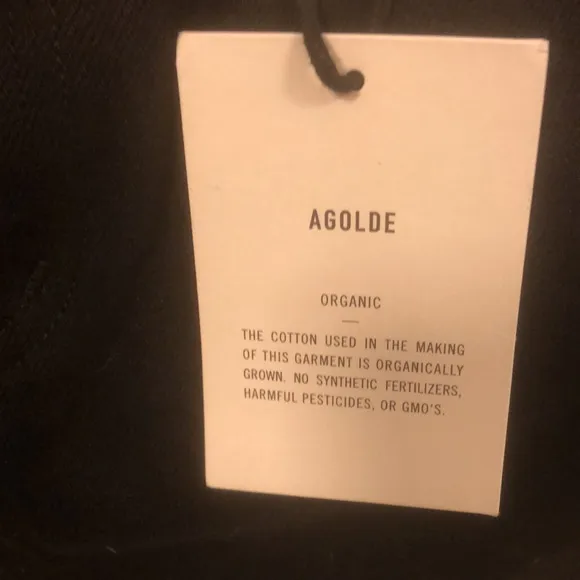 AGOLDE
ORGANIC
THE COTTON USED IN THE MAKING
OF THIS GARMENT IS ORGANICALLY
GROWN. NO SYNTHETIC FERTILIZERS,
HARMFUL PESTICIDES, OR GMO'S.